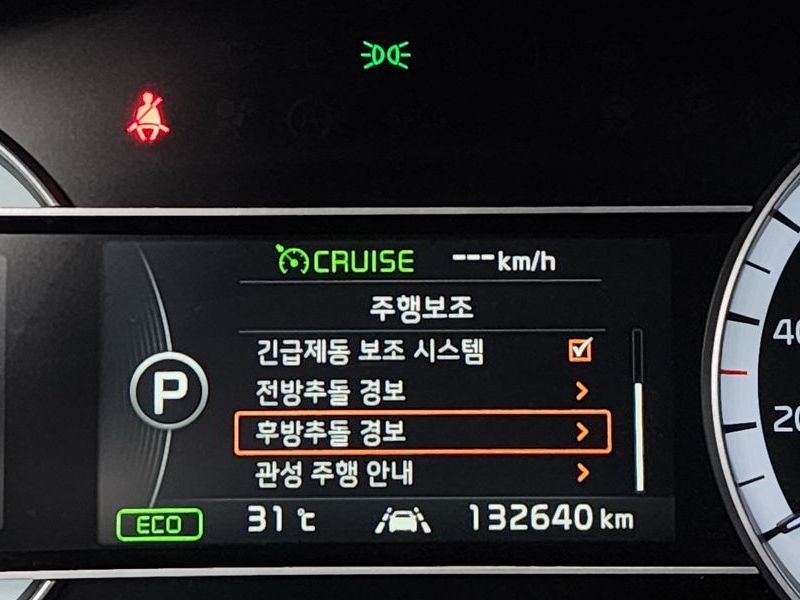 CRUISE ---km/h
주행보조
긴급제동 보조 시스템
전방추돌 경보
후방추돌 경보
관성 주행 안내
P
ECO 31℃ 132640 km
40
20